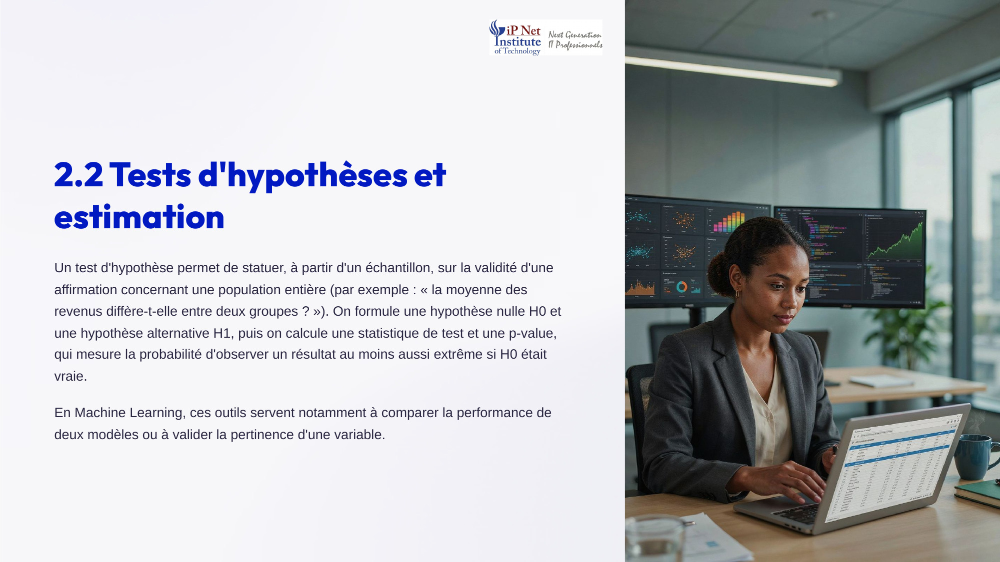 iP Net
Institute
of Technology
Next Generation
IT Professionnels
2.2 Tests d'hypothèses et
estimation
Un test d'hypothèse permet de statuer, à partir d'un échantillon, sur la validité d'une
affirmation concernant une population entière (par exemple : « la moyenne des
revenus diffère-t-elle entre deux groupes ? »). On formule une hypothèse nulle H0 et
une hypothèse alternative H1, puis on calcule une statistique de test et une p-value,
qui mesure la probabilité d'observer un résultat au moins aussi extrême si H0 était
vraie.
En Machine Learning, ces outils servent notamment à comparer la performance de
deux modèles ou à valider la pertinence d'une variable.